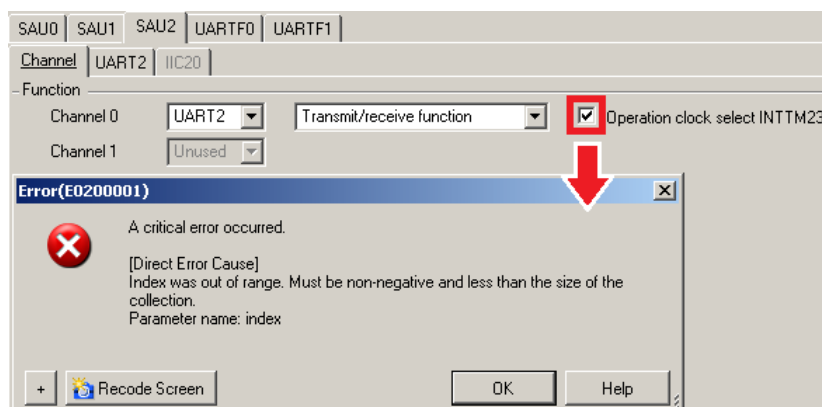 SAU0 SAU1 SAU2 UARTF0 UARTF1
Channel UART2 IIC20
Function
Channel 0 UART2 Transmit/receive function Operation clock select INTTM23
Channel 1 Unused
Error(E0200001)
A critical error occurred.
[Direct Error Cause]
Index was out of range. Must be non-negative and less than the size of the
collection.
Parameter name: index
+ Recode Screen OK Help